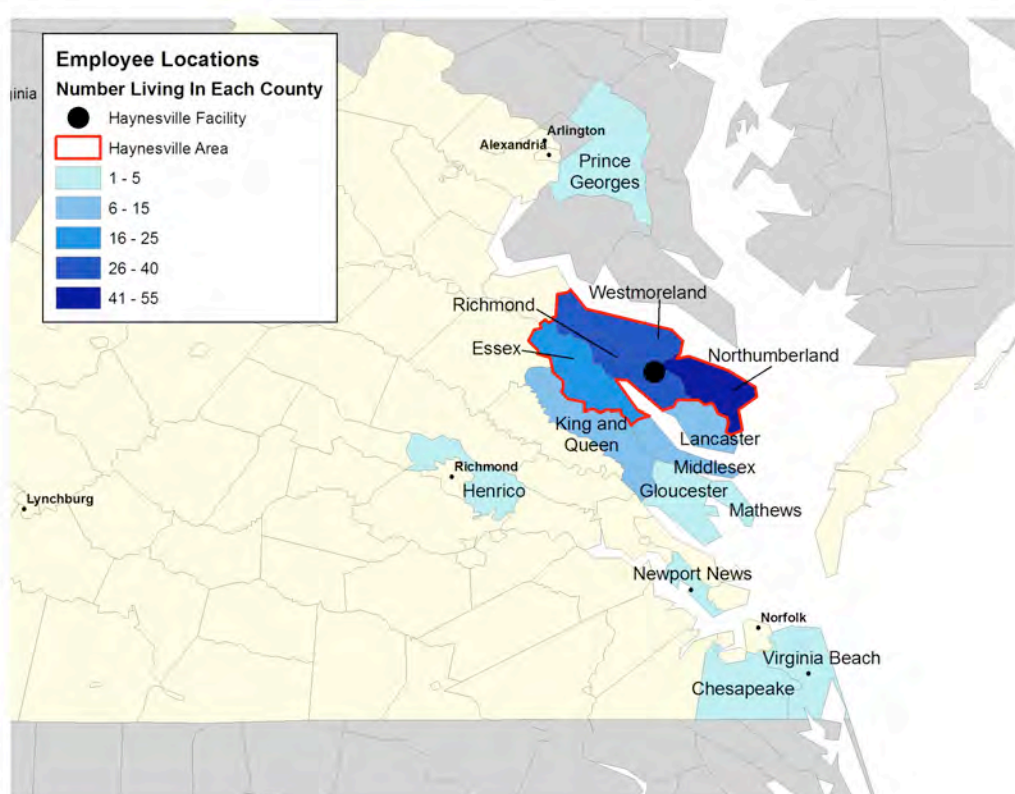 Employee Locations
Number Living In Each County
Haynesville Facility
Haynesville Area
1 - 5
6 - 15
16 - 25
26 - 40
41 - 55
inia
Arlington
Alexandria
Prince
Georges
Westmoreland
Richmond
Essex
Northumberland
King and
Queen
Lancaster
Middlesex
Richmond
Henrico
Gloucester
Mathews
Lynchburg
Newport News
Norfolk
Virginia Beach
Chesapeake